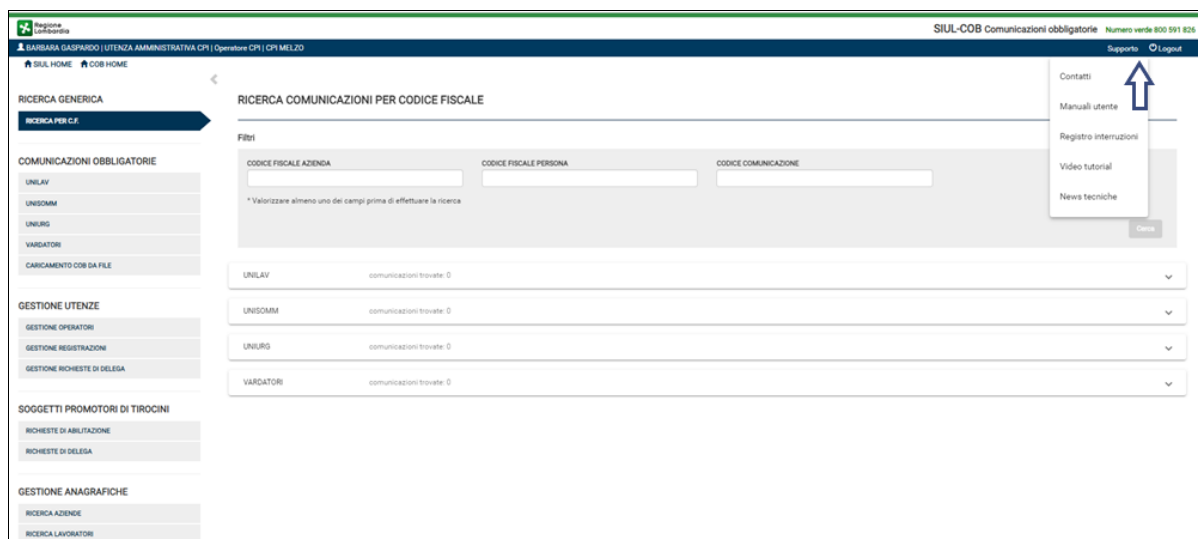 Regione
Lombardia
SIUL-COB Comunicazioni obbligatorie Numero verde 800 591 826
BARBARA GASPARDO | UTENZA AMMINISTRATIVA CPI | Operatore CPI | CPI MELZO
Supporto Logout
SIUL HOME COB HOME
Contatti
Manuali utente
Registro interruzioni
Video tutorial
News tecniche
RICERCA GENERICA
RICERCA PER C.F.
COMUNICAZIONI OBBLIGATORIE
UNILAV
UNISOMM
UNIURG
VARDATORI
CARICAMENTO COB DA FILE
GESTIONE UTENZE
GESTIONE OPERATORI
GESTIONE REGISTRAZIONI
GESTIONE RICHIESTE DI DELEGA
SOGGETTI PROMOTORI DI TIROCINI
RICHIESTE DI ABILITAZIONE
RICHIESTE DI DELEGA
GESTIONE ANAGRAFICHE
RICERCA AZIENDE
RICERCA LAVORATORI
RICERCA COMUNICAZIONI PER CODICE FISCALE
Filtri
CODICE FISCALE AZIENDA CODICE FISCALE PERSONA CODICE COMUNICAZIONE
* Valorizzare almeno uno dei campi prima di effettuare la ricerca
Cerca
UNILAV comunicazioni trovate: 0
UNISOMM comunicazioni trovate: 0
UNIURG comunicazioni trovate: 0
VARDATORI comunicazioni trovate: 0